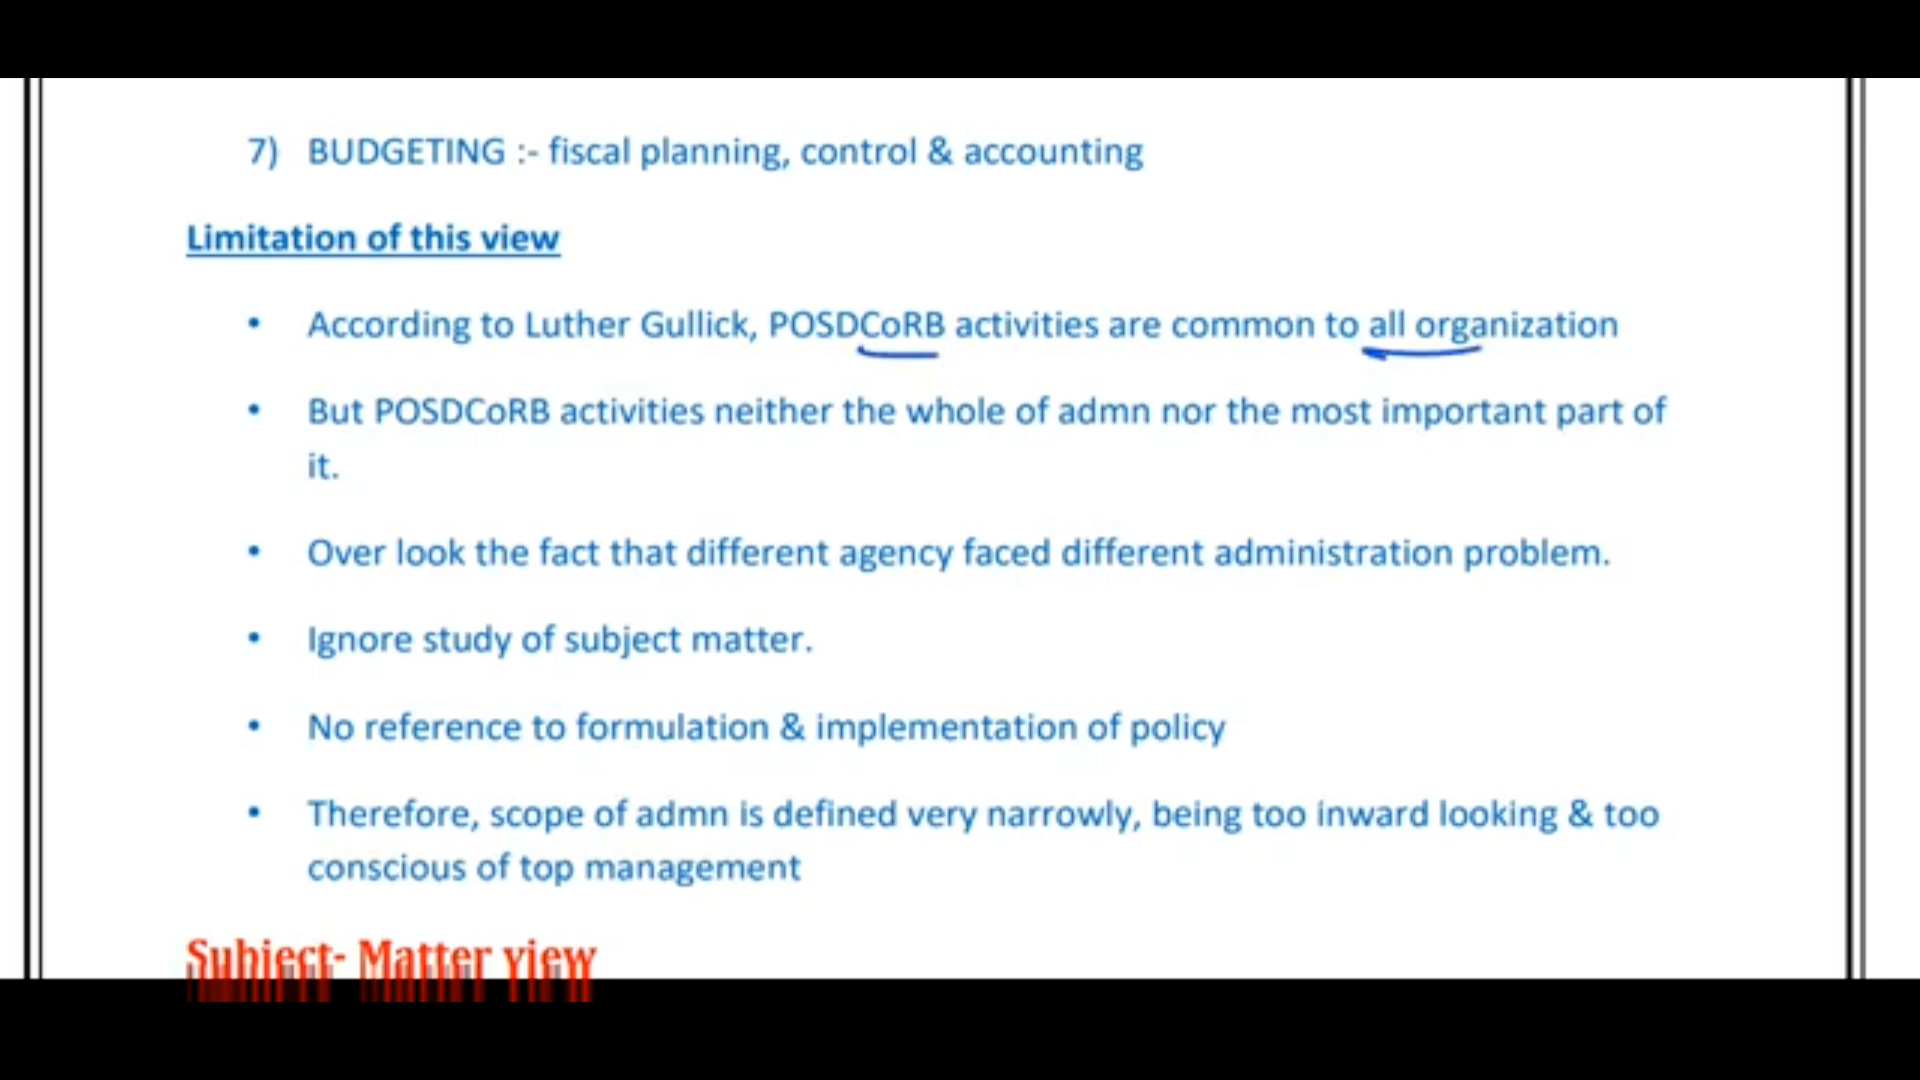 7) BUDGETING :- fiscal planning, control & accounting
Limitation of this view
• According to Luther Gullick, POSDCoRB activities are common to all organization
• But POSDCoRB activities neither the whole of admn nor the most important part of
it.
• Over look the fact that different agency faced different administration problem.
• Ignore study of subject matter.
• No reference to formulation & implementation of policy
• Therefore, scope of admn is defined very narrowly, being too inward looking & too
conscious of top management
Subject- Matter view